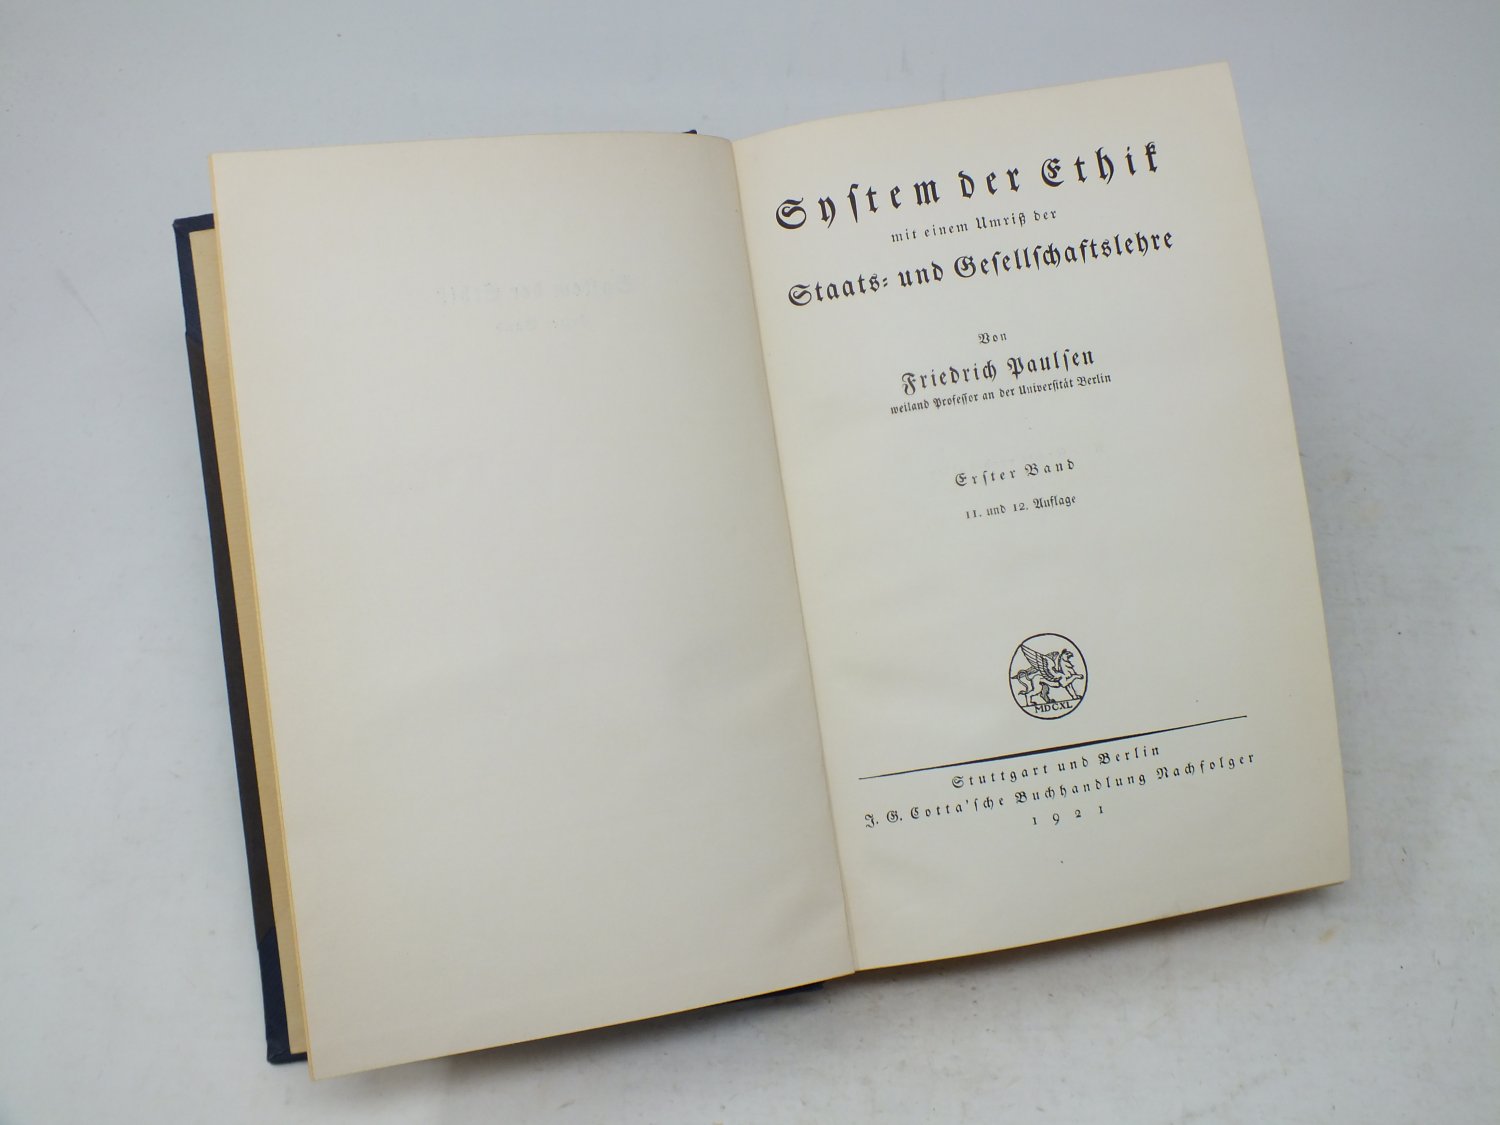 Syſtem der Ethik
mit einem Umriß der
Staats- und Geſellſchaftslehre
Von
Friedrich Paulſen
weiland Profeſſor an der Univerſität Berlin
Erſter Band
11. und 12. Auflage
MDCXL
Stuttgart und Berlin
J. G. Cotta'ſche Buchhandlung Nachfolger
1921